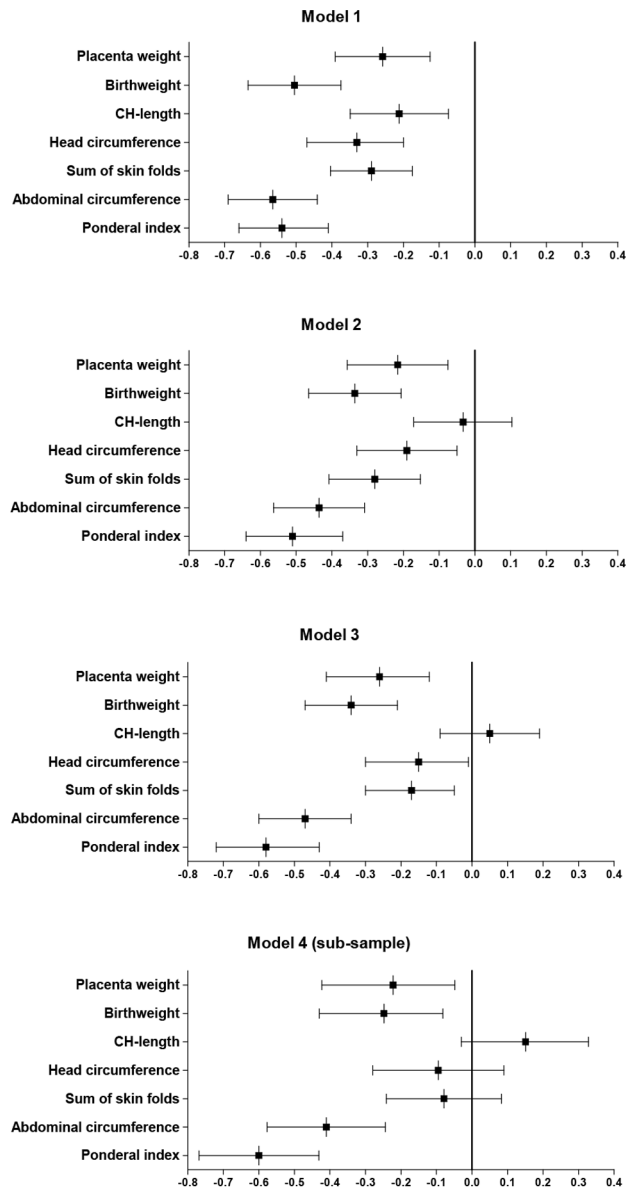 Model 1
Placenta weight
Birthweight
CH-length
Head circumference
Sum of skin folds
Abdominal circumference
Ponderal index
-0.8 -0.7 -0.6 -0.5 -0.4 -0.3 -0.2 -0.1 0.0 0.1 0.2 0.3 0.4
Model 2
Placenta weight
Birthweight
CH-length
Head circumference
Sum of skin folds
Abdominal circumference
Ponderal index
-0.8 -0.7 -0.6 -0.5 -0.4 -0.3 -0.2 -0.1 0.0 0.1 0.2 0.3 0.4
Model 3
Placenta weight
Birthweight
CH-length
Head circumference
Sum of skin folds
Abdominal circumference
Ponderal index
-0.8 -0.7 -0.6 -0.5 -0.4 -0.3 -0.2 -0.1 0.0 0.1 0.2 0.3 0.4
Model 4 (sub-sample)
Placenta weight
Birthweight
CH-length
Head circumference
Sum of skin folds
Abdominal circumference
Ponderal index
-0.8 -0.7 -0.6 -0.5 -0.4 -0.3 -0.2 -0.1 0.0 0.1 0.2 0.3 0.4